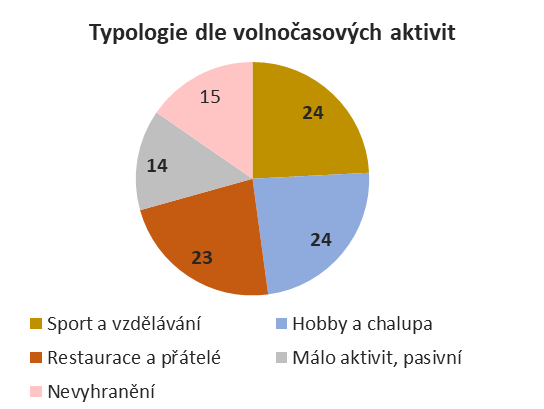 Typologie dle volnočasových aktivit
15
24
14
24
23
Sport a vzdělávání
Hobby a chalupa
Restaurace a přátelé
Málo aktivit, pasivní
Nevyhranění